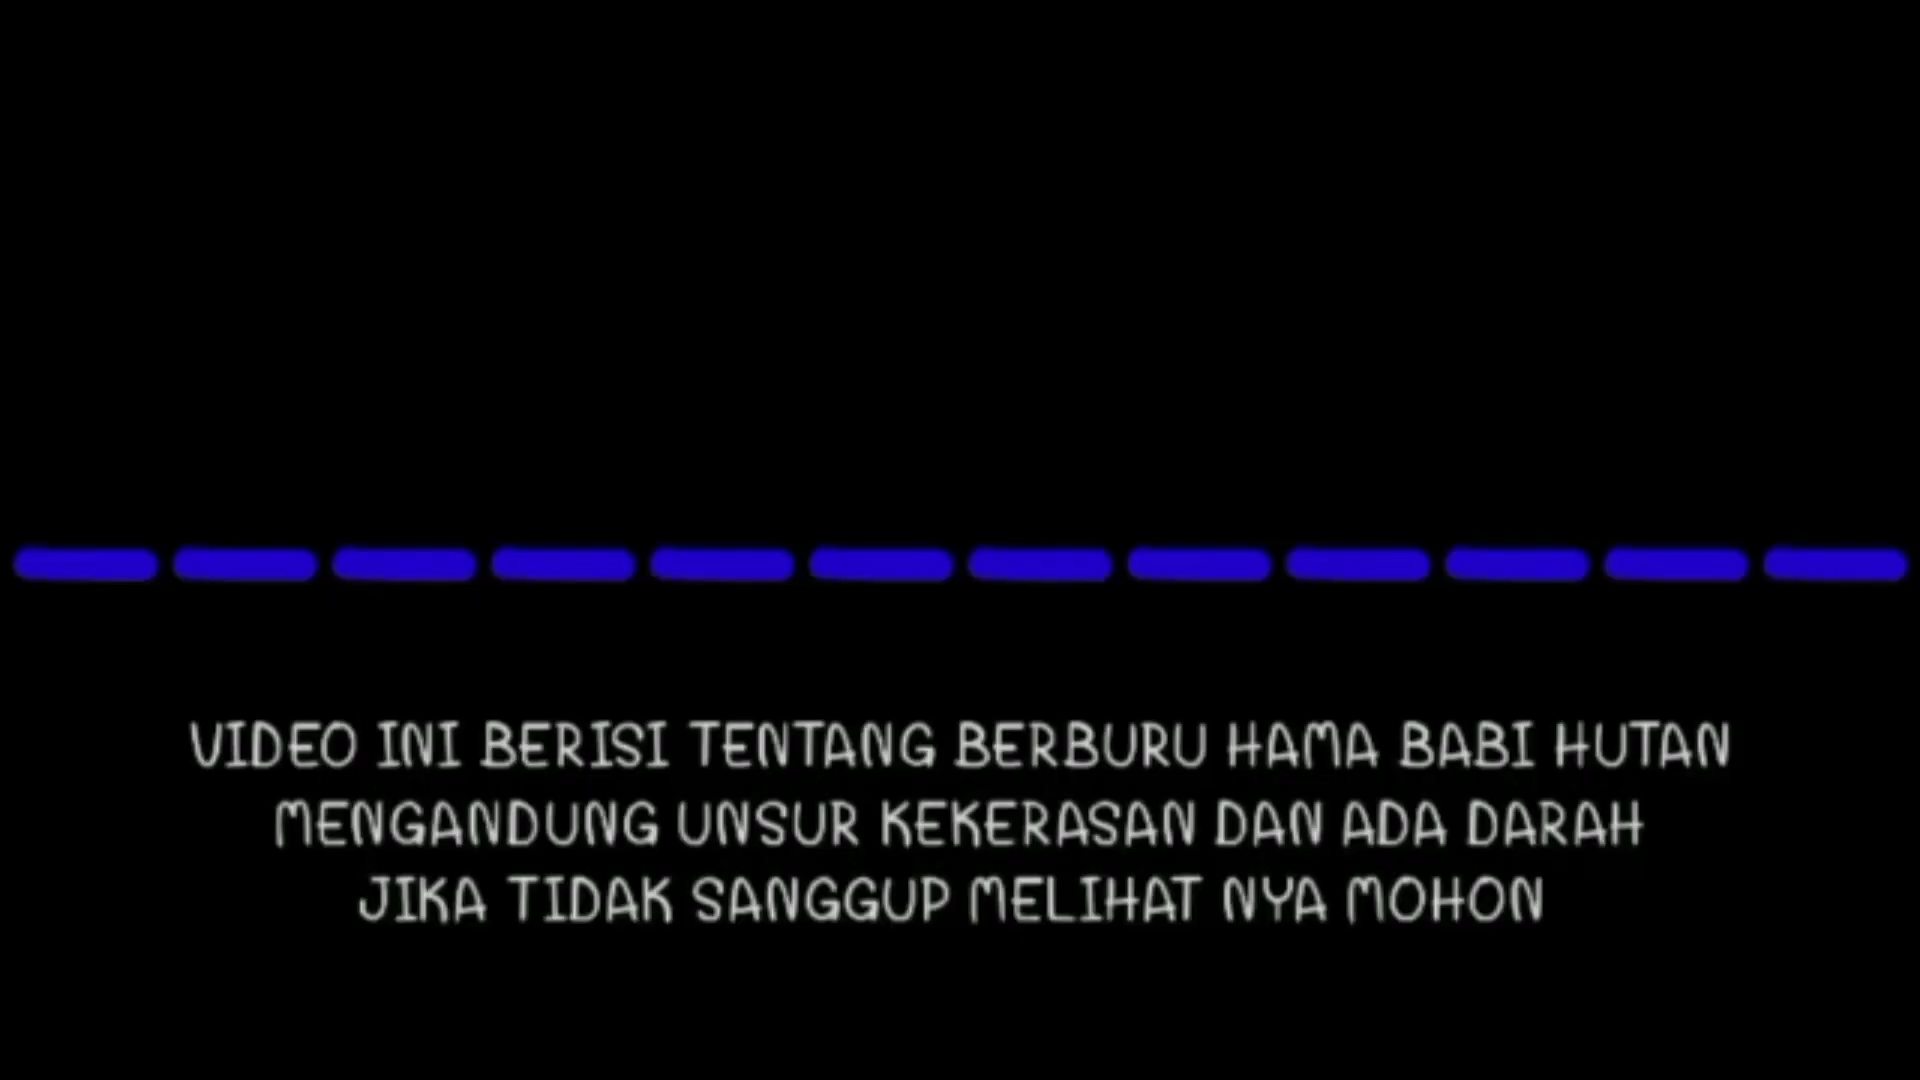 VIDEO INI BERISI TENTANG BERBURU HAMA BABI HUTAN
MENGANDUNG UNSUR KEKERASAN DAN ADA DARAH
JIKA TIDAK SANGGUP MELIHAT NYA MOHON